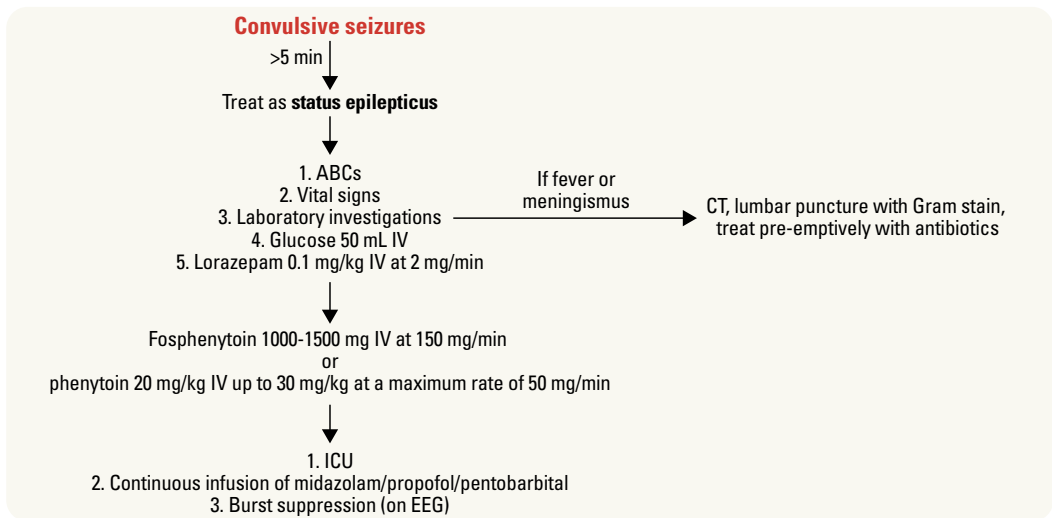 Convulsive seizures
>5 min
Treat as status epilepticus
1. ABCs
2. Vital signs
3. Laboratory investigations
4. Glucose 50 mL IV
5. Lorazepam 0.1 mg/kg IV at 2 mg/min
If fever or
meningismus
CT, lumbar puncture with Gram stain,
treat pre-emptively with antibiotics
Fosphenytoin 1000-1500 mg IV at 150 mg/min
or
phenytoin 20 mg/kg IV up to 30 mg/kg at a maximum rate of 50 mg/min
1. ICU
2. Continuous infusion of midazolam/propofol/pentobarbital
3. Burst suppression (on EEG)